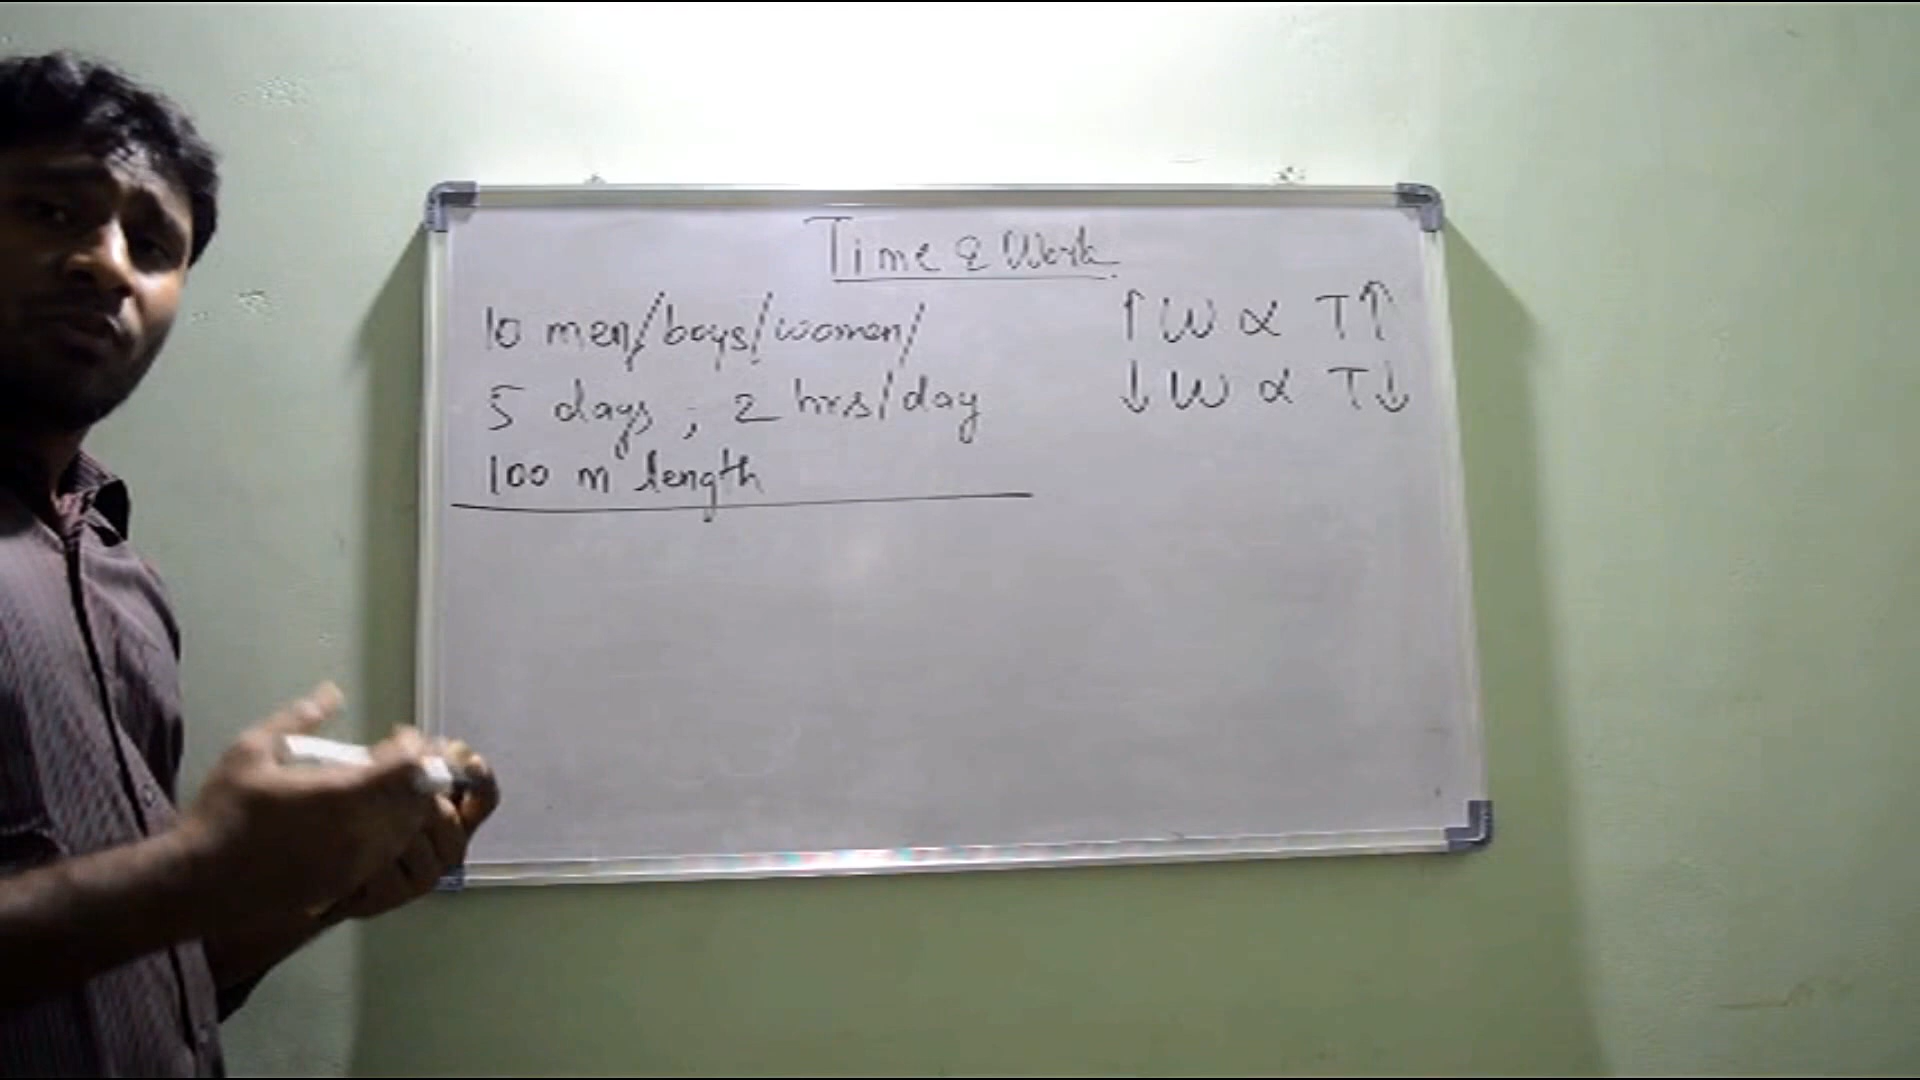 Time & Work
10 men/boys/women/
5 days, 2 hrs/day
100 m length
↑ W ∝ T↑
↓ W ∝ T↓